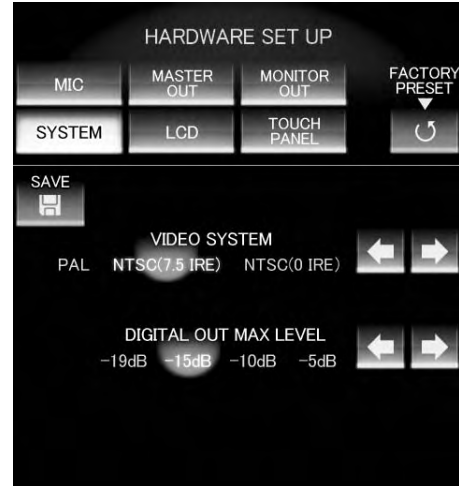 HARDWARE SET UP
MIC
MASTER
OUT
MONITOR
OUT
FACTORY
PRESET
SYSTEM
LCD
TOUCH
PANEL
SAVE
VIDEO SYSTEM
PAL NTSC(7.5 IRE) NTSC(0 IRE)
DIGITAL OUT MAX LEVEL
-19dB -15dB -10dB -5dB